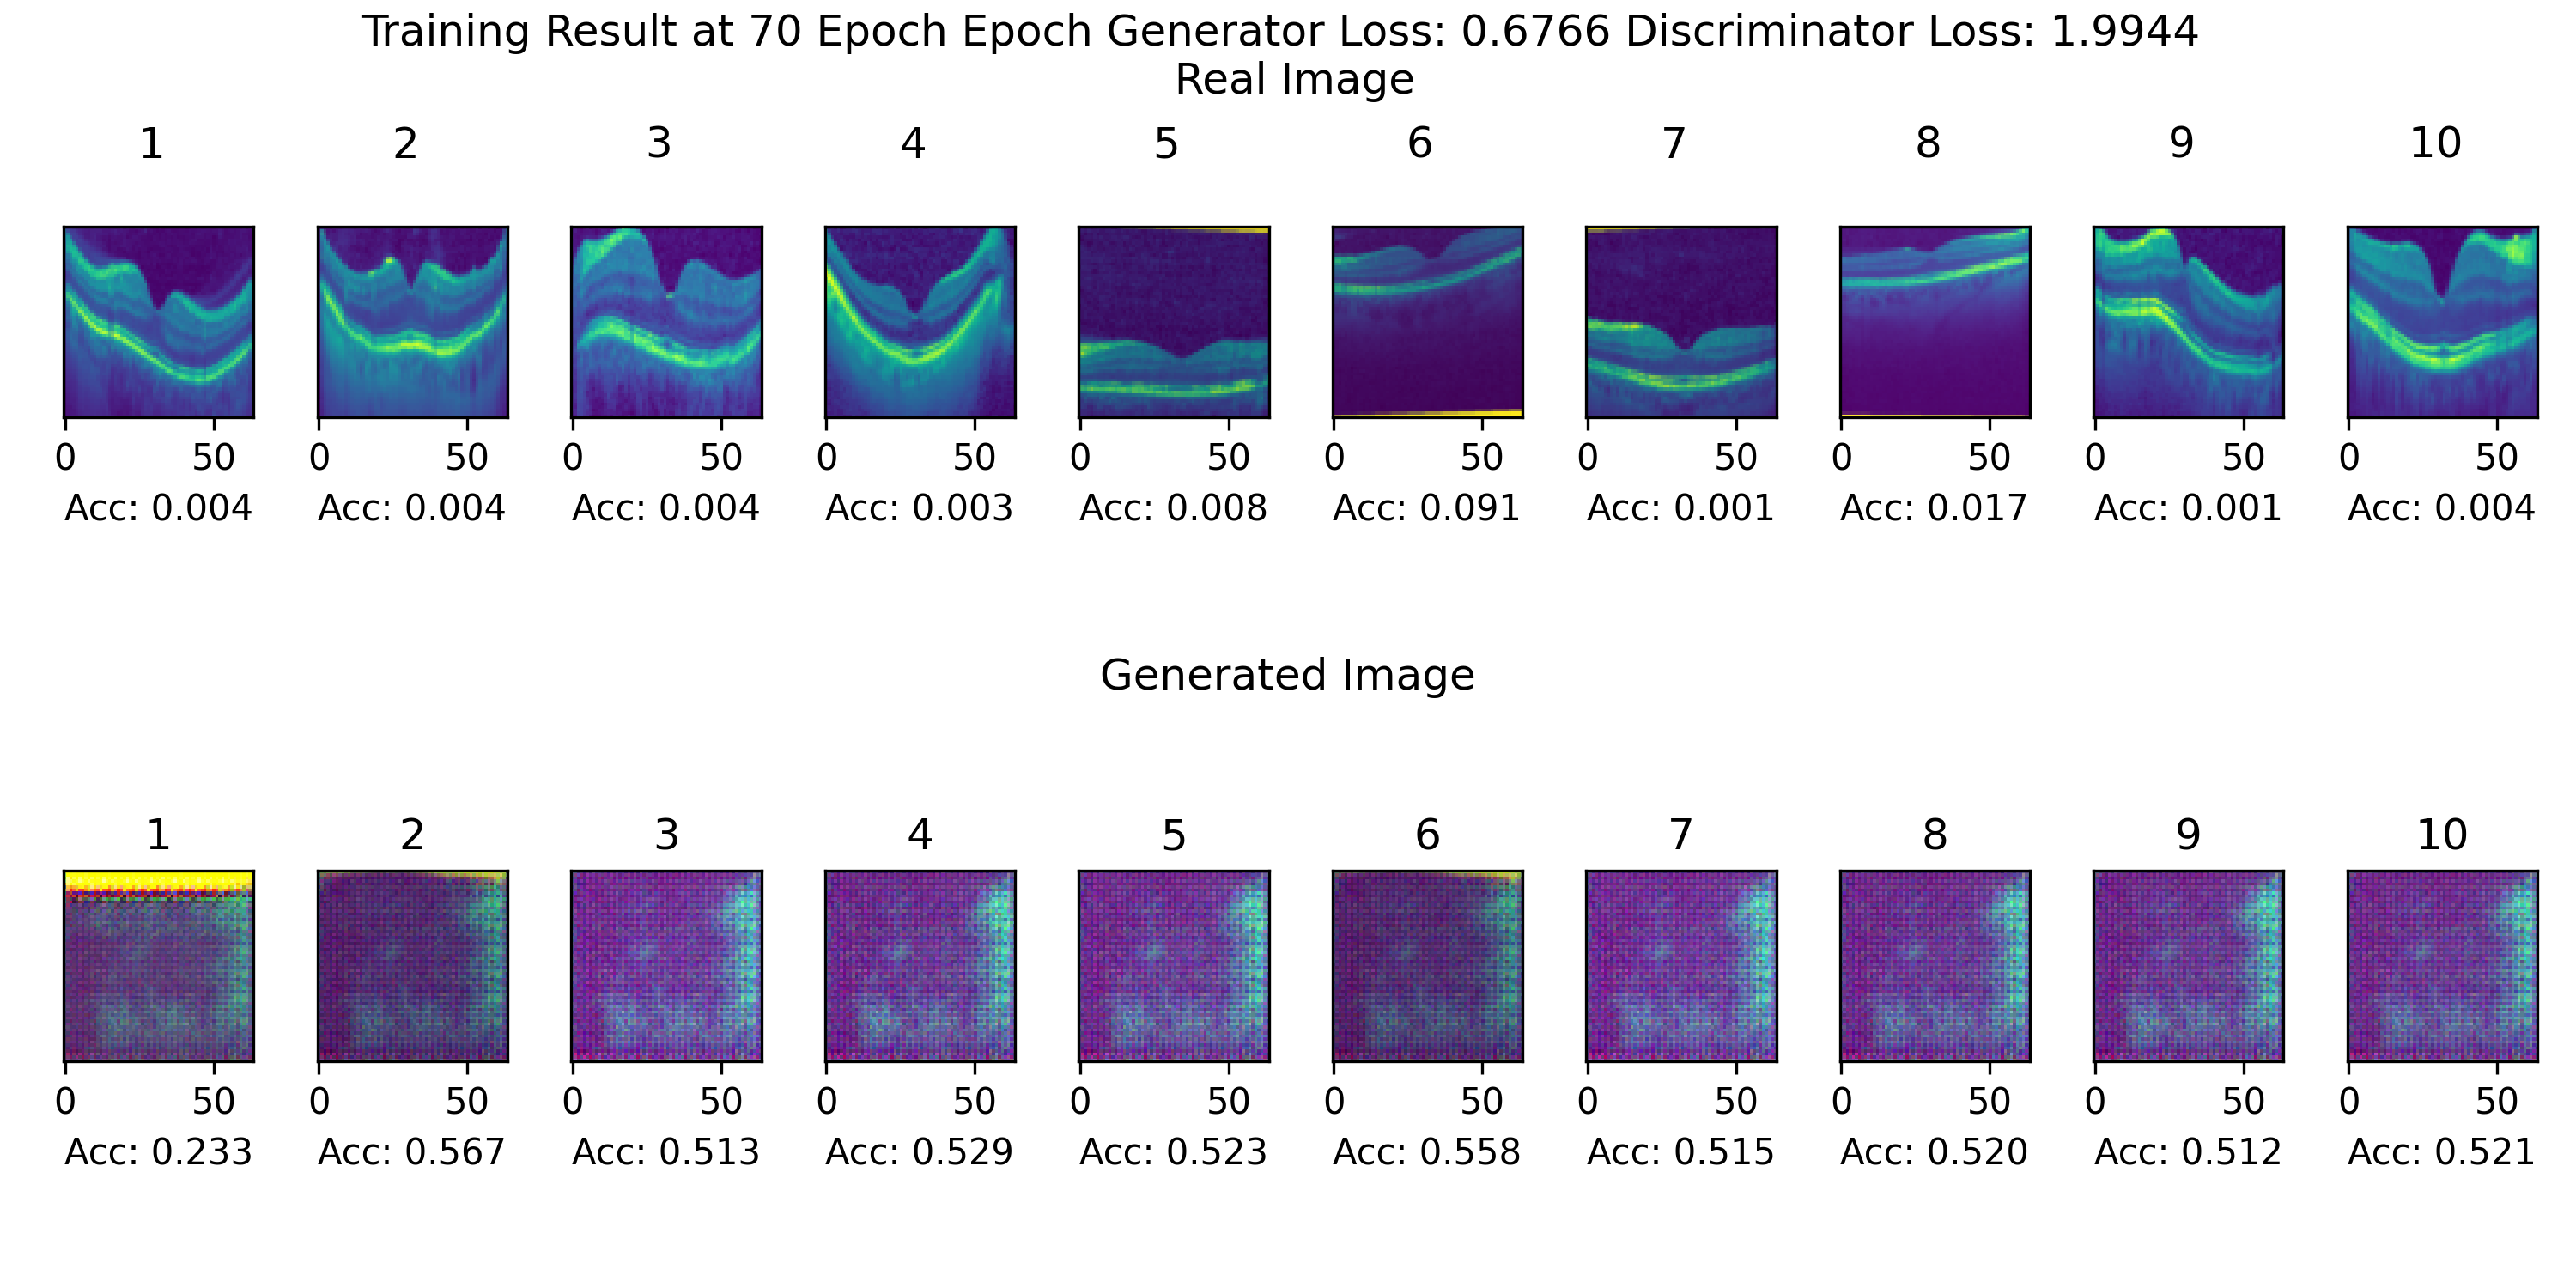 Training Result at 70 Epoch Epoch Generator Loss: 0.6766 Discriminator Loss: 1.9944
Real Image
1 2 3 4 5 6 7 8 9 10
0 50 0 50 0 50 0 50 0 50 0 50 0 50 0 50 0 50 0 50
Acc: 0.004 Acc: 0.004 Acc: 0.004 Acc: 0.003 Acc: 0.008 Acc: 0.091 Acc: 0.001 Acc: 0.017 Acc: 0.001 Acc: 0.004
Generated Image
1 2 3 4 5 6 7 8 9 10
0 50 0 50 0 50 0 50 0 50 0 50 0 50 0 50 0 50 0 50
Acc: 0.233 Acc: 0.567 Acc: 0.513 Acc: 0.529 Acc: 0.523 Acc: 0.558 Acc: 0.515 Acc: 0.520 Acc: 0.512 Acc: 0.521